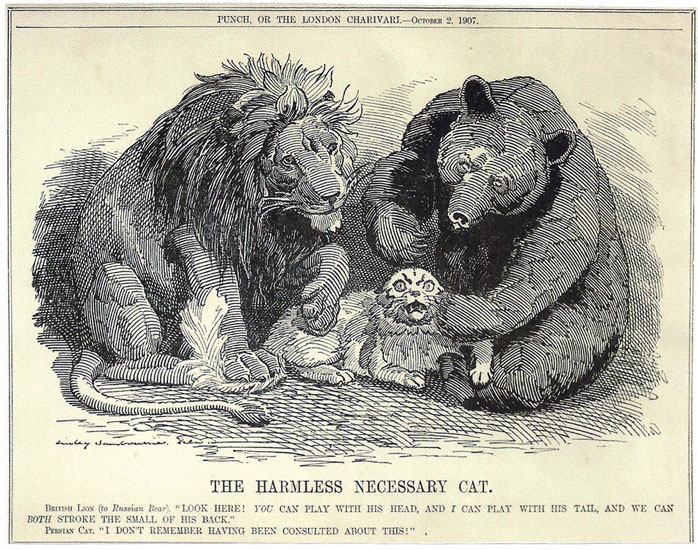 PUNCH, OR THE LONDON CHARIVARI.—October 2, 1907.
Linley Sambourne. Delin
THE HARMLESS NECESSARY CAT.
British Lion (to Russian Bear). "LOOK HERE! YOU CAN PLAY WITH HIS HEAD, AND I CAN PLAY WITH HIS TAIL, AND WE CAN
BOTH STROKE THE SMALL OF HIS BACK."
Persian Cat. "I DON'T REMEMBER HAVING BEEN CONSULTED ABOUT THIS!"